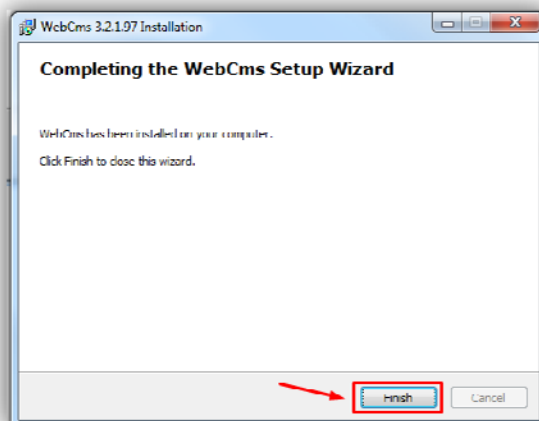 WebCms 3.2.1.97 Installation
Completing the WebCms Setup Wizard
WebCms has been installed on your computer.
Click Finish to close this wizard.
Finish
Cancel